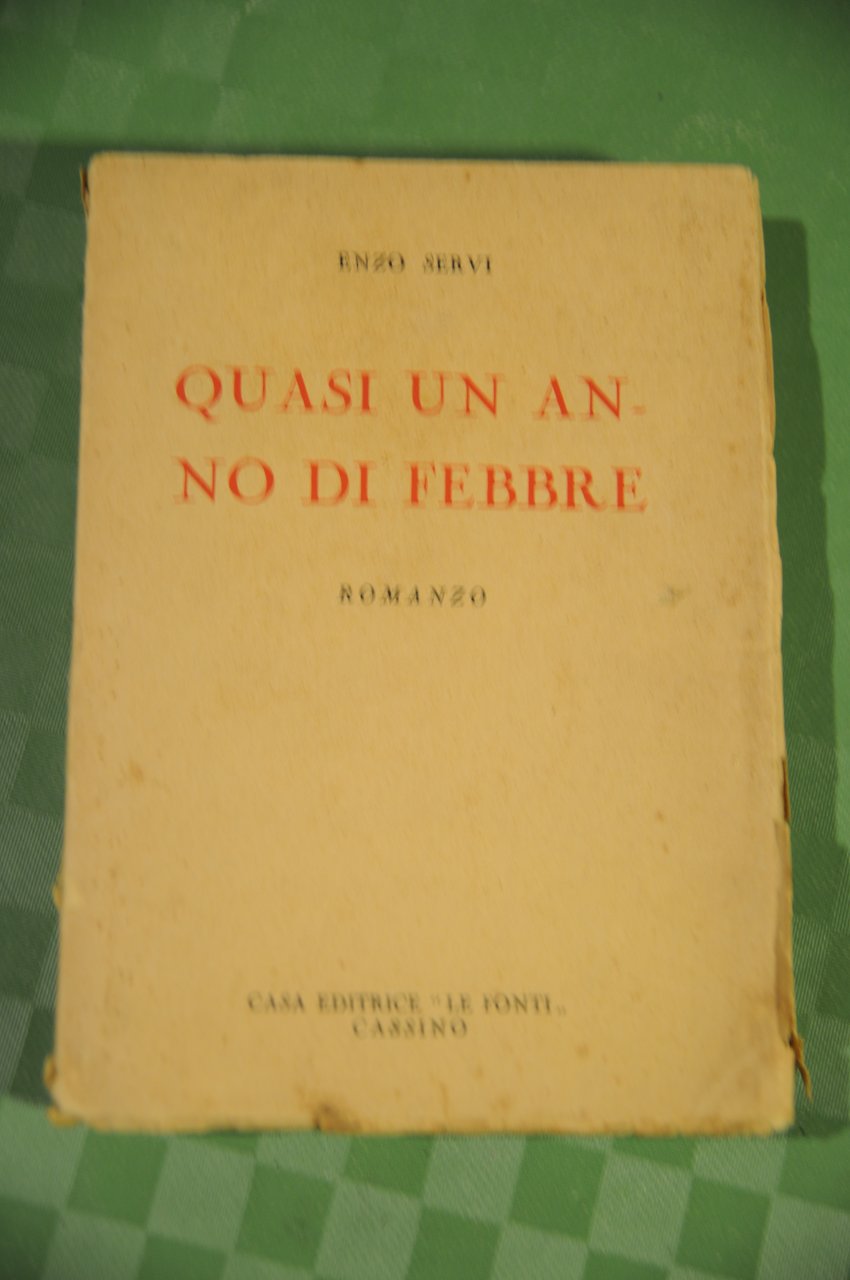 ENZO SERVI
QUASI UN AN-
NO DI FEBBRE
ROMANZO
CASA EDITRICE "LE FONTI„
CASSINO